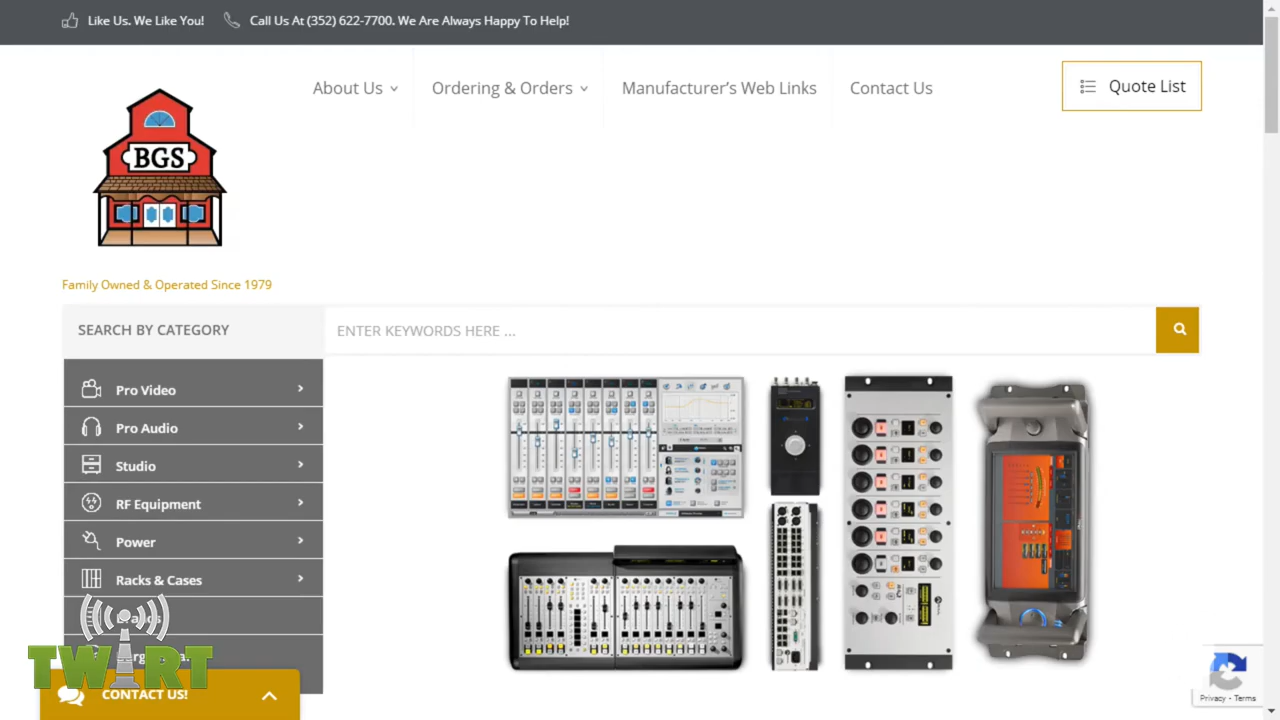 Like Us. We Like You!
Call Us At (352) 622-7700. We Are Always Happy To Help!
About Us
Ordering & Orders
Manufacturer’s Web Links
Contact Us
Quote List
BGS
Family Owned & Operated Since 1979
SEARCH BY CATEGORY
ENTER KEYWORDS HERE ...
Pro Video
Pro Audio
Studio
RF Equipment
Power
Racks & Cases
TWiRT
CONTACT US!
Privacy - Terms